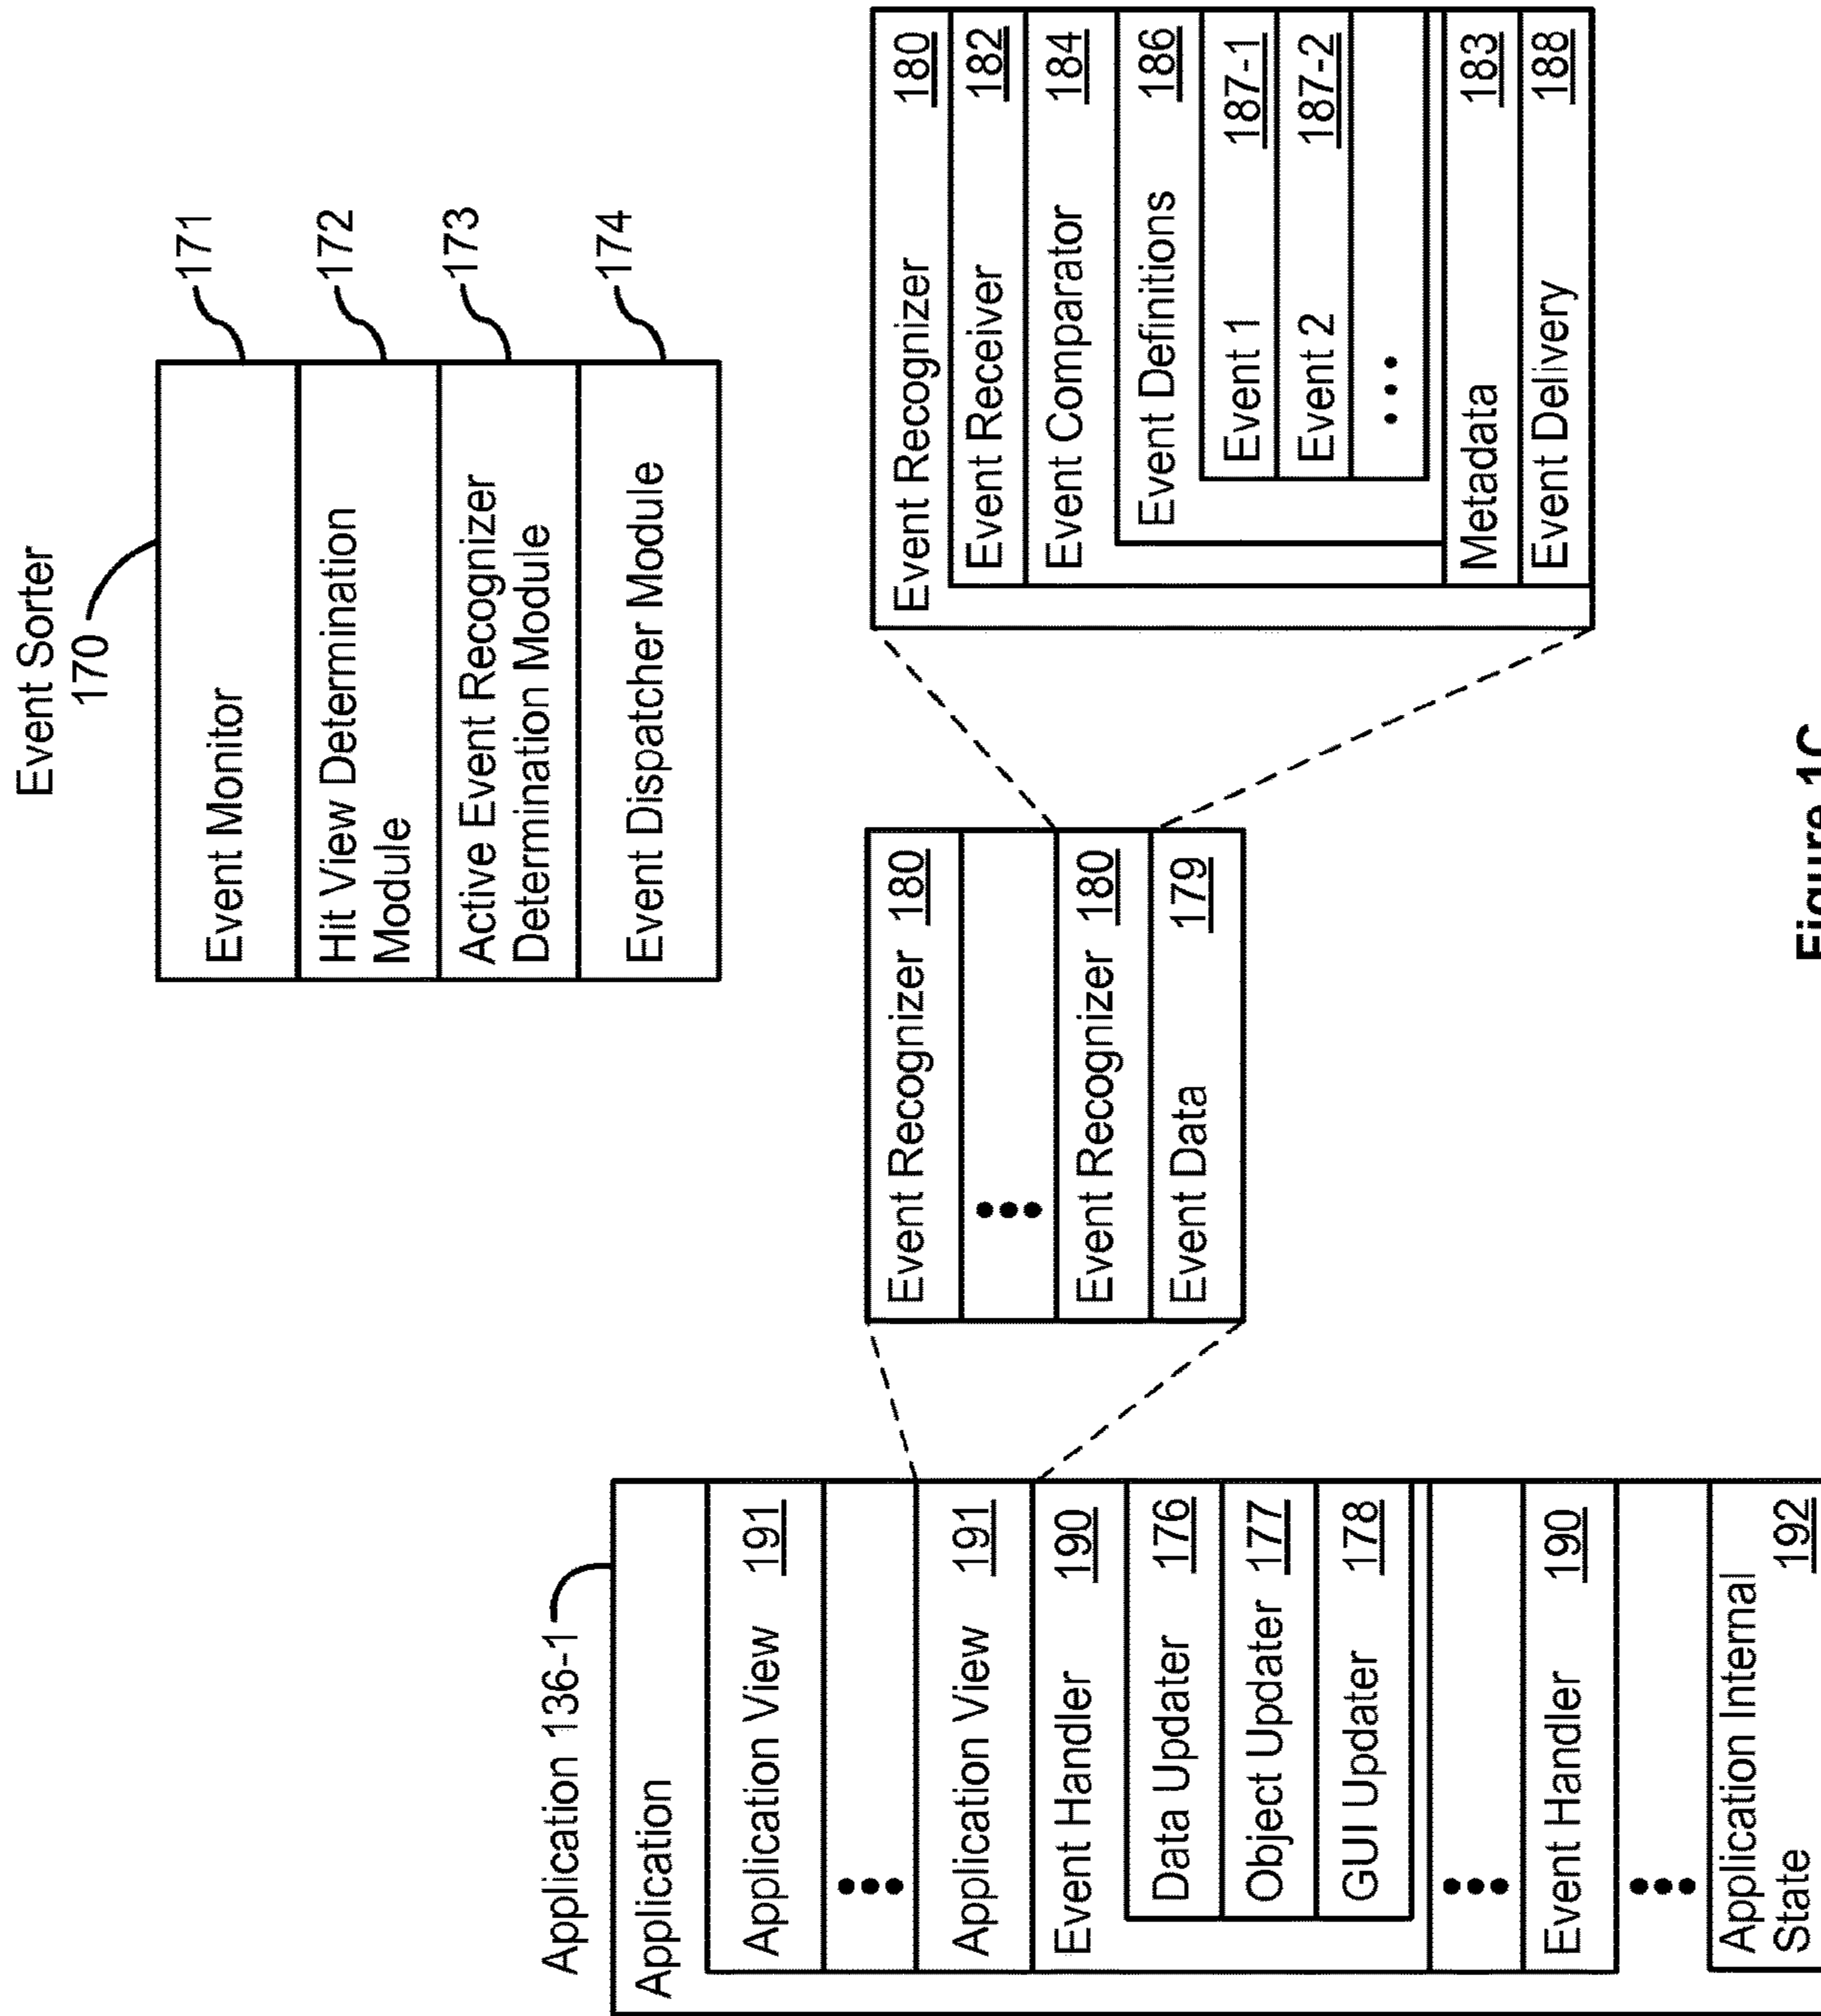 Event Sorter
170
Event Monitor
171
Hit View Determination
Module
172
Active Event Recognizer
Determination Module
173
Event Dispatcher Module
174
Application 136-1
Application
Application View 191
•••
Application View 191
Event Handler 190
Data Updater 176
Object Updater 177
GUI Updater 178
•••
Event Handler 190
•••
Application Internal
State 192
Event Recognizer 180
•••
Event Recognizer 180
Event Data 179
Event Recognizer 180
Event Receiver 182
Event Comparator 184
Event Definitions 186
Event 1 187-1
Event 2 187-2
•••
Metadata 183
Event Delivery 188
Figure 1C